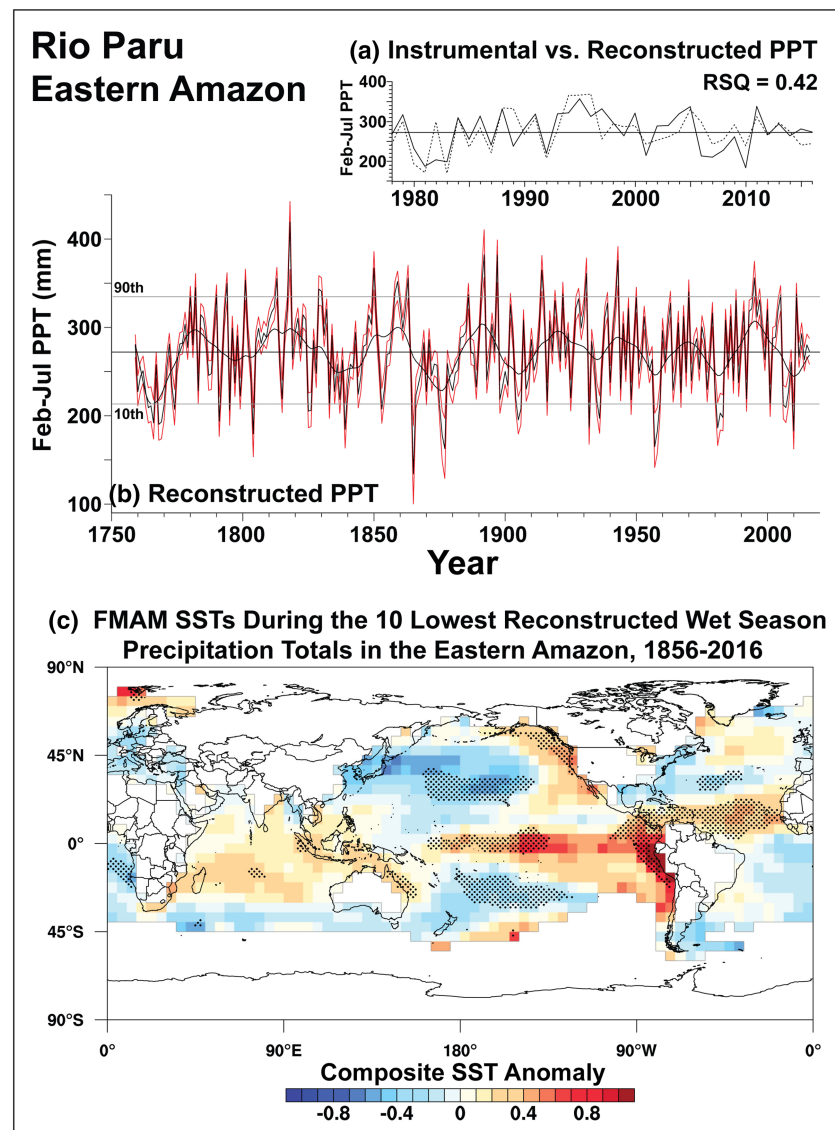 Rio Paru
Eastern Amazon
(a) Instrumental vs. Reconstructed PPT
RSQ = 0.42
Feb-Jul PPT
400
300
200
1980 1990 2000 2010
Feb-Jul PPT (mm)
400
300
200
100
90th
10th
(b) Reconstructed PPT
1750 1800 1850 1900 1950 2000
Year
(c) FMAM SSTs During the 10 Lowest Reconstructed Wet Season
Precipitation Totals in the Eastern Amazon, 1856-2016
90°N
45°N
0°
45°S
90°S
0° 90°E 180° 90°W 0°
Composite SST Anomaly
-0.8 -0.4 0 0.4 0.8